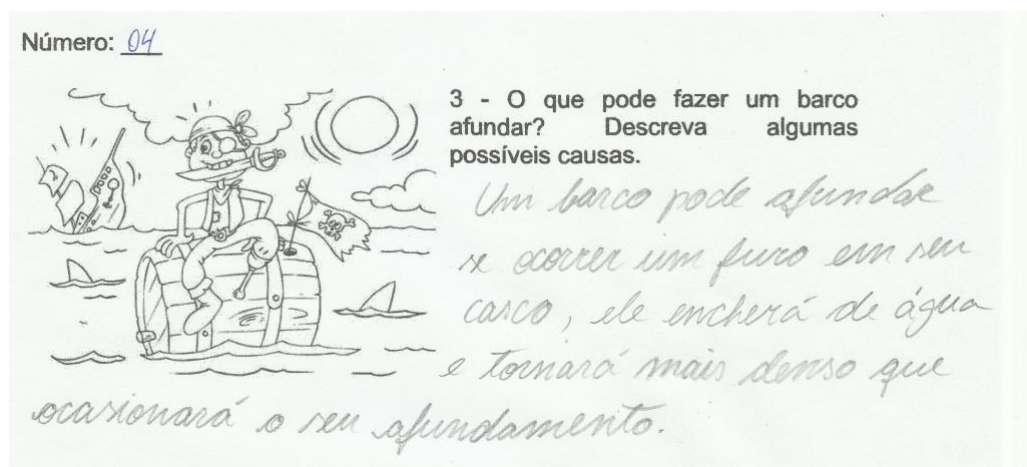 Número: 04
3 - O que pode fazer um barco
afundar? Descreva algumas
possíveis causas.
Um barco pode afundar
se ocorrer um furo em seu
casco, ele encherá de água
e tornará mais denso que
ocasionará o seu afundamento.